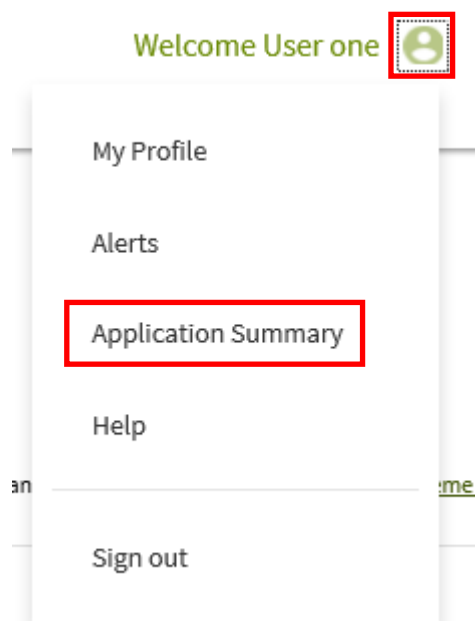 Welcome User one
My Profile
Alerts
Application Summary
Help
Sign out